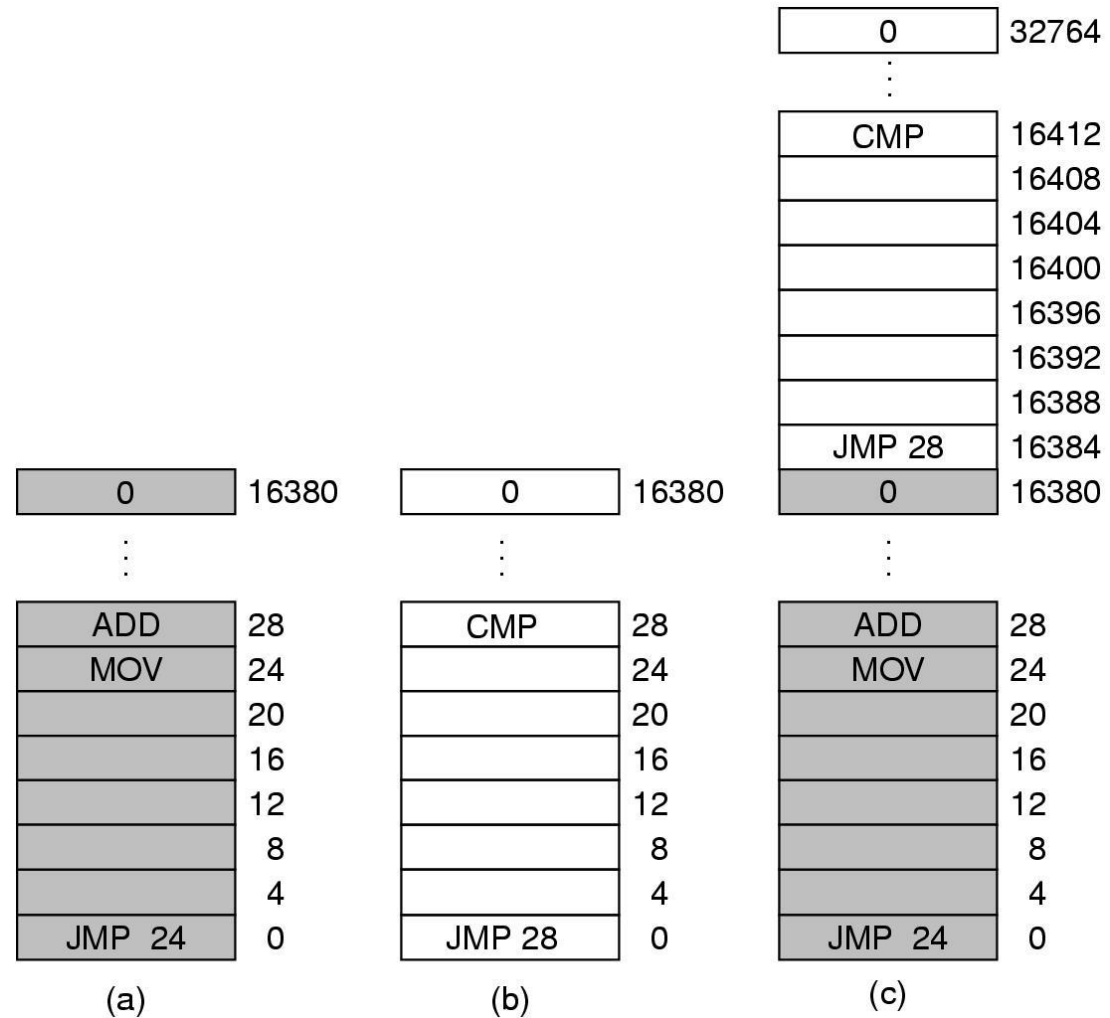 0 16380
ADD 28
MOV 24
20
16
12
8
4
JMP 24 0
(a)
0 16380
CMP 28
24
20
16
12
8
4
JMP 28 0
(b)
0 32764
CMP 16412
16408
16404
16400
16396
16392
16388
JMP 28 16384
0 16380
ADD 28
MOV 24
20
16
12
8
4
JMP 24 0
(c)